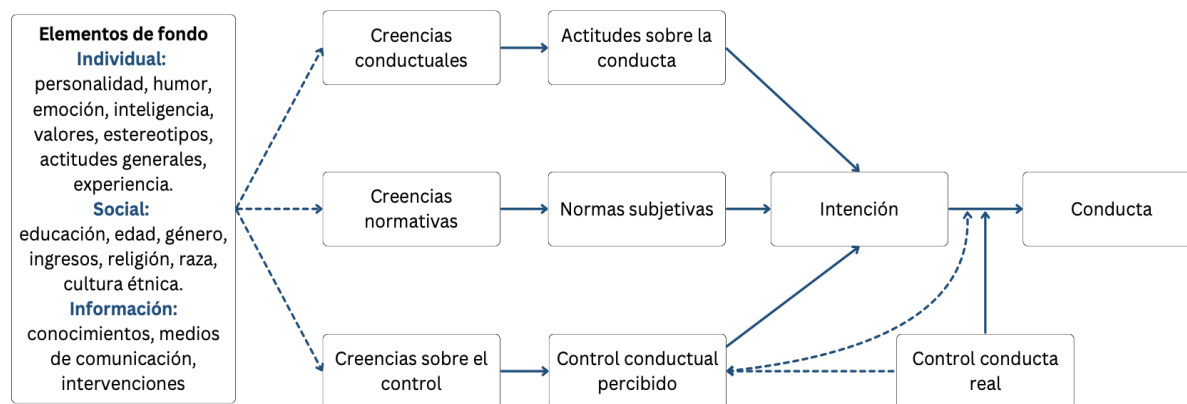 Elementos de fondo
Individual:
personalidad, humor,
emoción, inteligencia,
valores, estereotipos,
actitudes generales,
experiencia.
Social:
educación, edad, género,
ingresos, religión, raza,
cultura étnica.
Información:
conocimientos, medios
de comunicación,
intervenciones
Creencias
conductuales
Actitudes sobre la
conducta
Creencias
normativas
Normas subjetivas
Intención
Conducta
Creencias sobre el
control
Control conductual
percibido
Control conducta
real